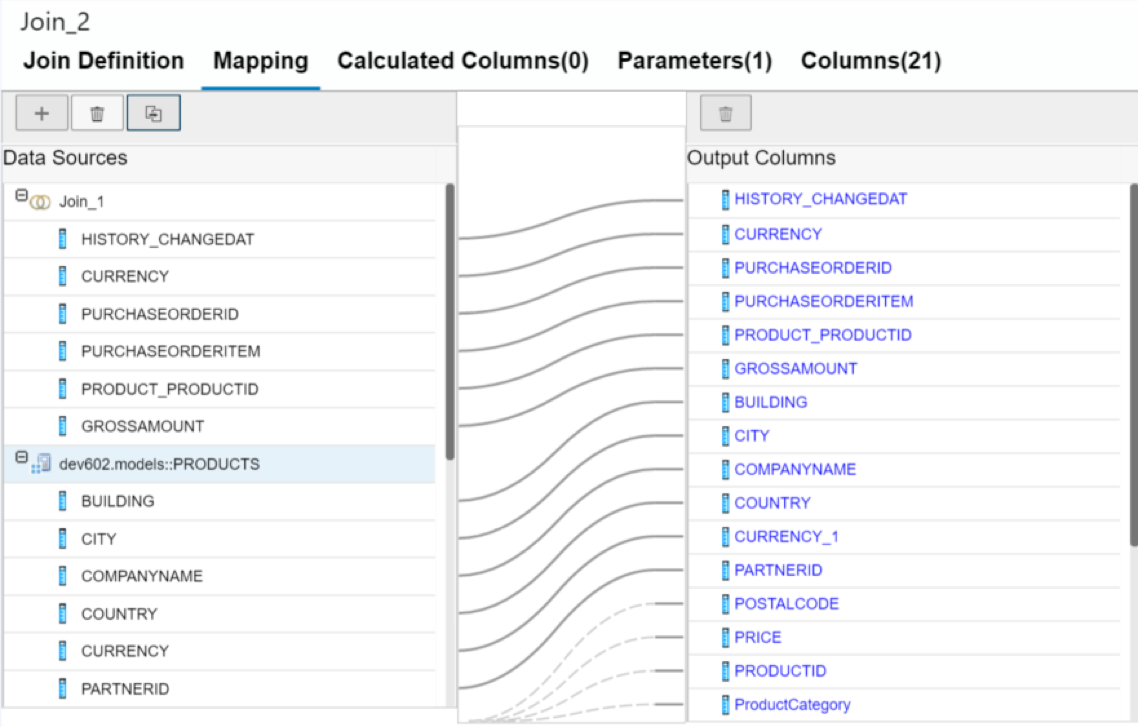 Join_2
Join Definition Mapping Calculated Columns(0) Parameters(1) Columns(21)
Data Sources
Join_1
HISTORY_CHANGEDAT
CURRENCY
PURCHASEORDERID
PURCHASEORDERITEM
PRODUCT_PRODUCTID
GROSSAMOUNT
dev602.models::PRODUCTS
BUILDING
CITY
COMPANYNAME
COUNTRY
CURRENCY
PARTNERID
Output Columns
HISTORY_CHANGEDAT
CURRENCY
PURCHASEORDERID
PURCHASEORDERITEM
PRODUCT_PRODUCTID
GROSSAMOUNT
BUILDING
CITY
COMPANYNAME
COUNTRY
CURRENCY_1
PARTNERID
POSTALCODE
PRICE
PRODUCTID
ProductCategory